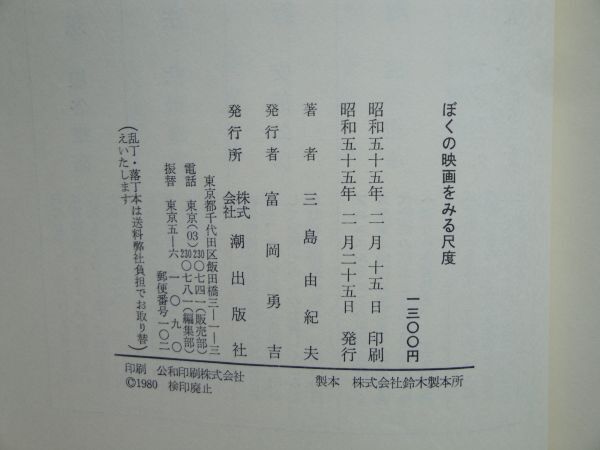 ぼくの映画をみる尺度
一三〇〇円
昭和五十五年 二月 十五日 印刷
昭和五十五年 二月二十五日 発行
著者 三島由紀夫
発行者 富岡勇吉
発行所 株式会社 潮出版社
東京都千代田区飯田橋三―一―三
電話 東京(03) 230〇七四一(販売部)
230〇七八一(編集部)
振替 東京五―六一〇九〇
郵便番号一〇二
(乱丁・落丁本は送料弊社負担でお取り替
えいたします)
印刷 公和印刷株式会社
製本 株式会社鈴木製本所
©1980 検印廃止